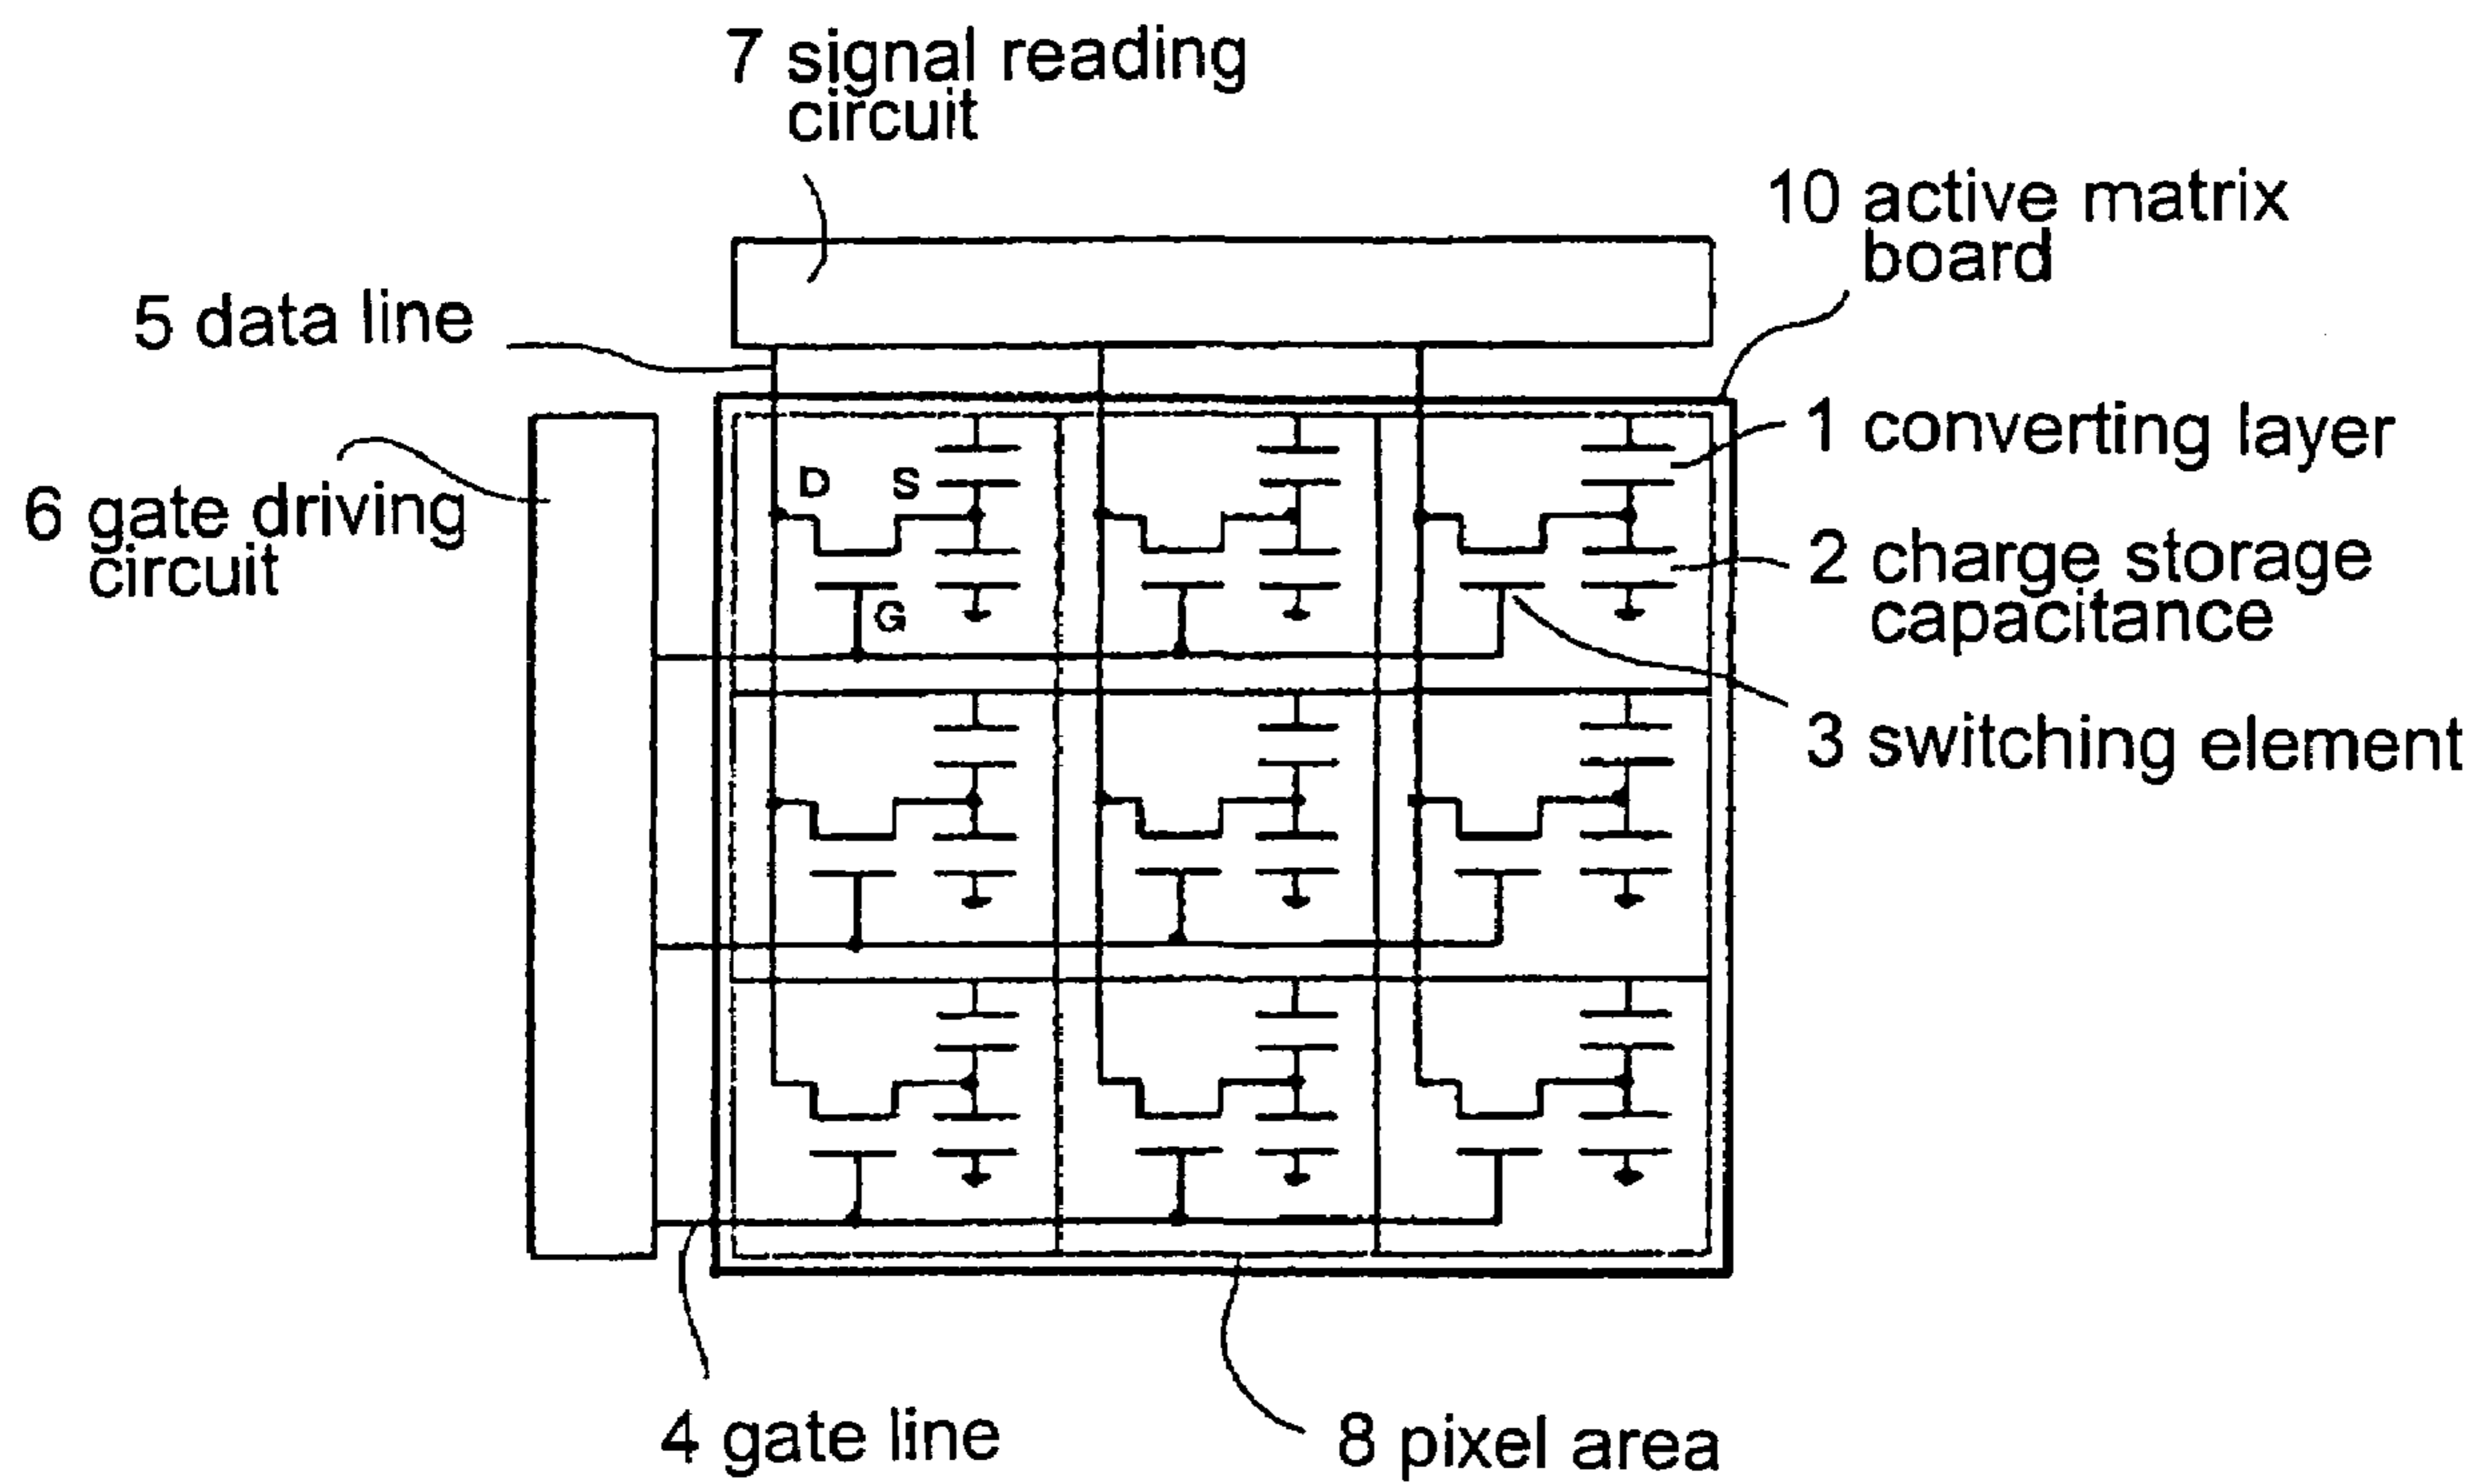 7 signal reading
circuit
10 active matrix
board
5 data line
1 converting layer
D S
6 gate driving
circuit
2 charge storage
capacitance
G
3 switching element
4 gate line
8 pixel area